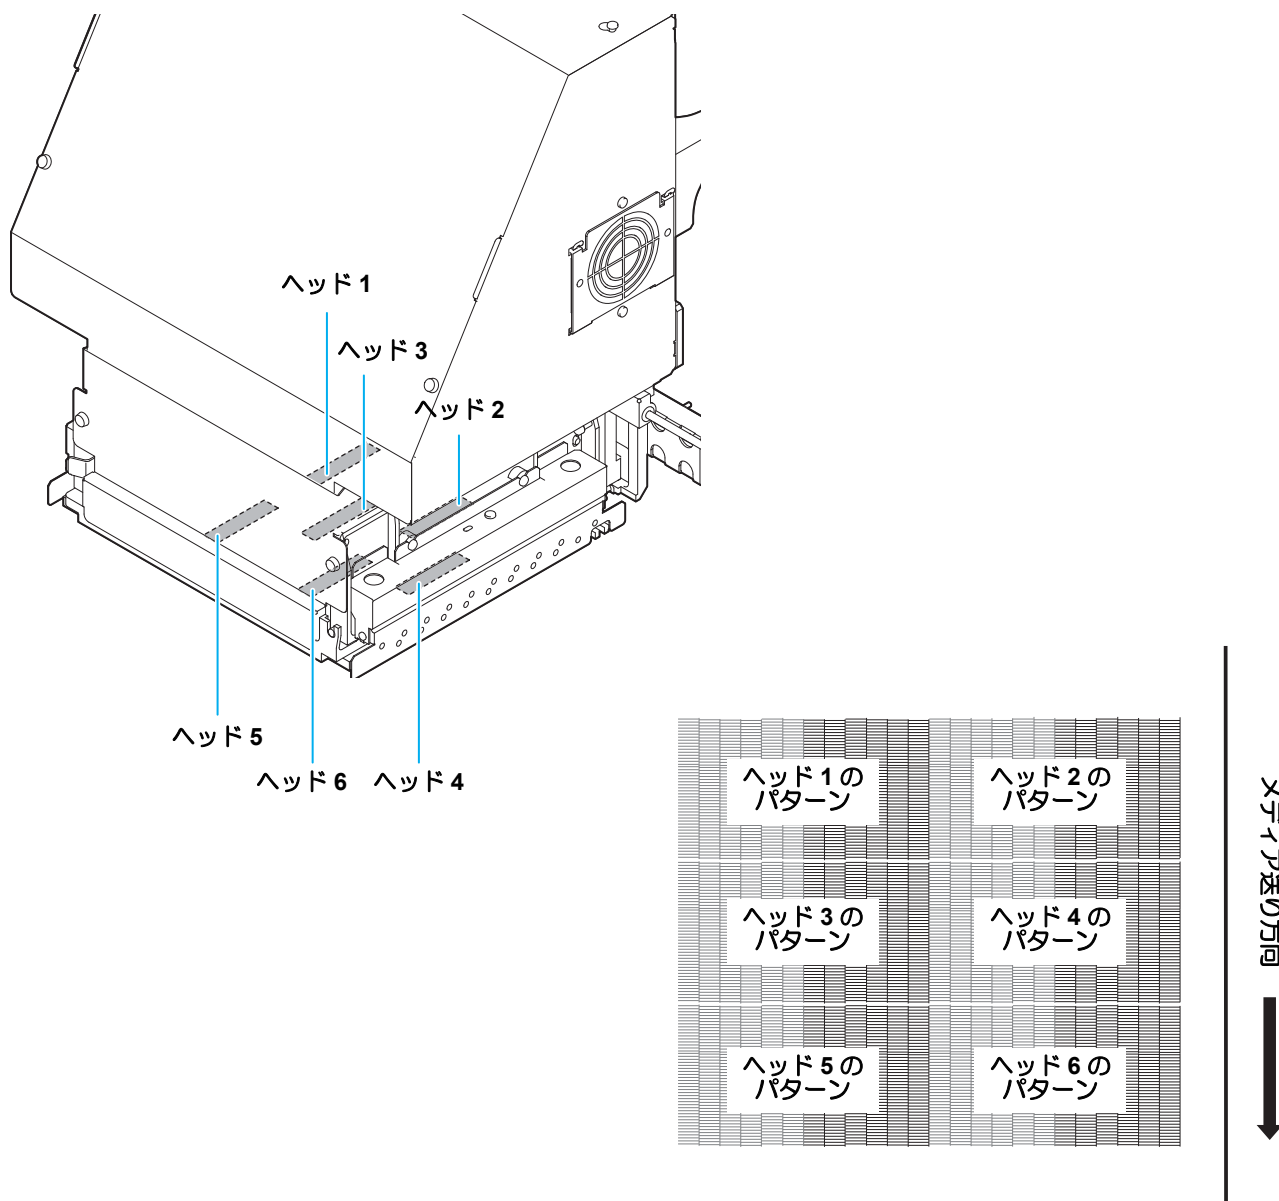 ヘッド 1
ヘッド 3
ヘッド 2
ヘッド 5
ヘッド 6
ヘッド 4
ヘッド 1 の
パターン
ヘッド 2 の
パターン
ヘッド 3 の
パターン
ヘッド 4 の
パターン
ヘッド 5 の
パターン
ヘッド 6 の
パターン
メディア送り方向